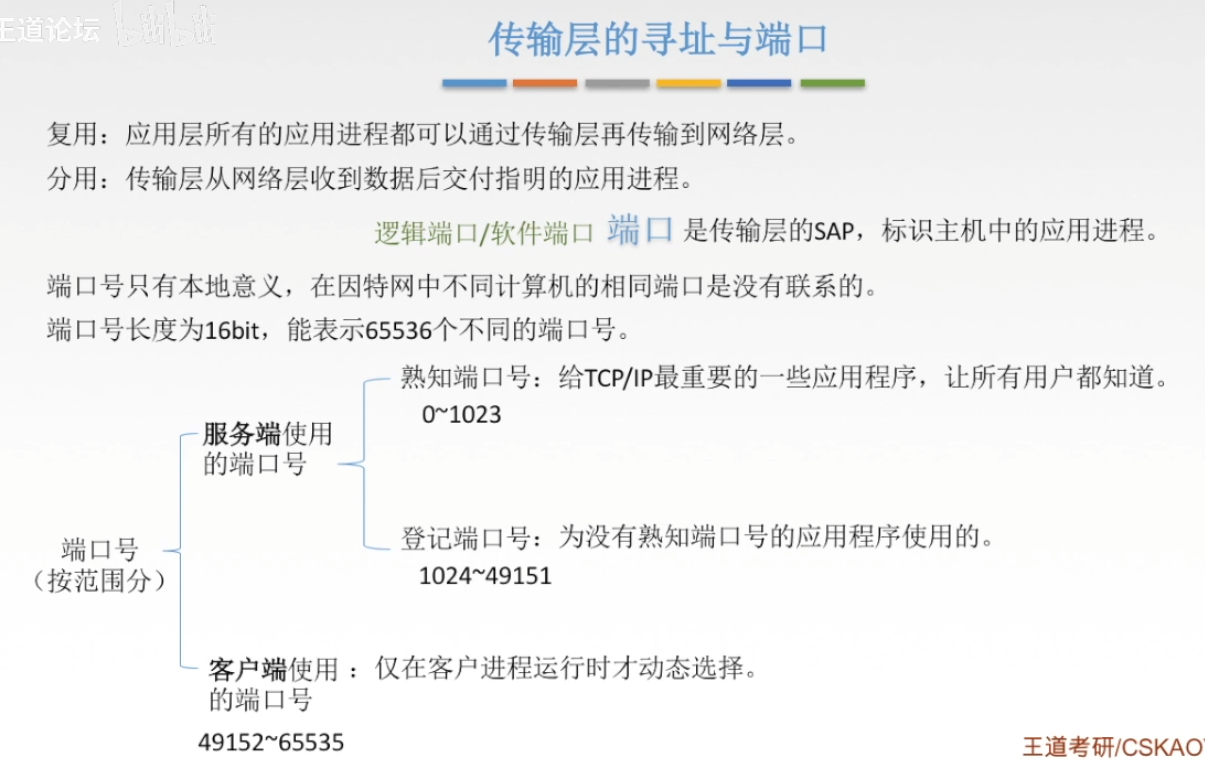 王道论坛
传输层的寻址与端口
复用：应用层所有的应用进程都可以通过传输层再传输到网络层。
分用：传输层从网络层收到数据后交付指明的应用进程。
逻辑端口/软件端口 端口 是传输层的SAP，标识主机中的应用进程。
端口号只有本地意义，在因特网中不同计算机的相同端口是没有联系的。
端口号长度为16bit，能表示65536个不同的端口号。
熟知端口号：给TCP/IP最重要的一些应用程序，让所有用户都知道。
0~1023
服务端使用
的端口号
登记端口号：为没有熟知端口号的应用程序使用的。
1024~49151
端口号
（按范围分）
客户端使用：仅在客户进程运行时才动态选择。
的端口号
49152~65535
王道考研/CSKAO